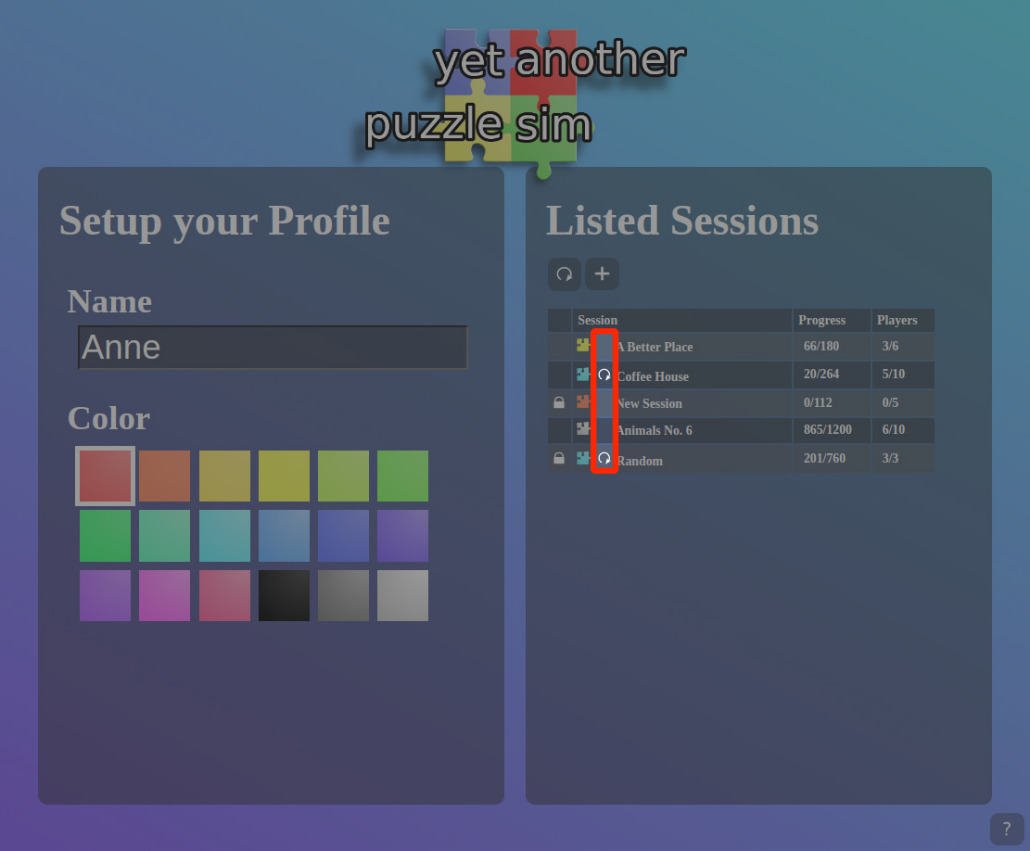 yet another
puzzle sim
Setup your Profile
Name
Anne
Color
Listed Sessions
+
Session Progress Players
A Better Place 66/180 3/6
Coffee House 20/264 5/10
New Session 0/112 0/5
Animals No. 6 865/1200 6/10
Random 201/760 3/3
?